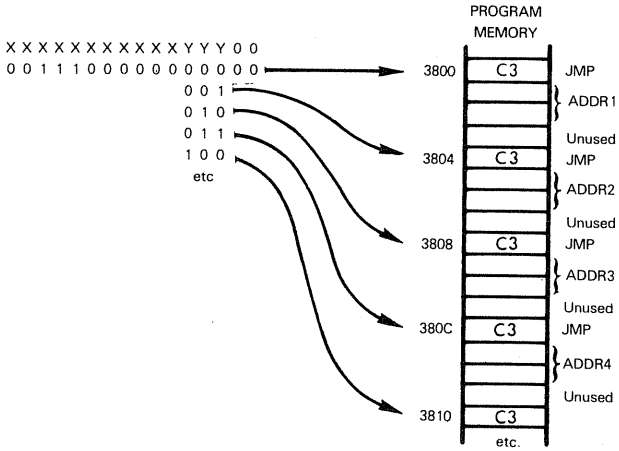 PROGRAM
MEMORY
X X X X X X X X X X X Y Y Y 0 0
0 0 1 1 1 0 0 0 0 0 0 0 0 0 0 0
3800 C3 JMP
0 0 1
ADDR1
0 1 0
0 1 1
Unused
1 0 0
3804 C3 JMP
etc
ADDR2
Unused
3808 C3 JMP
ADDR3
Unused
380C C3 JMP
ADDR4
Unused
3810 C3
etc.